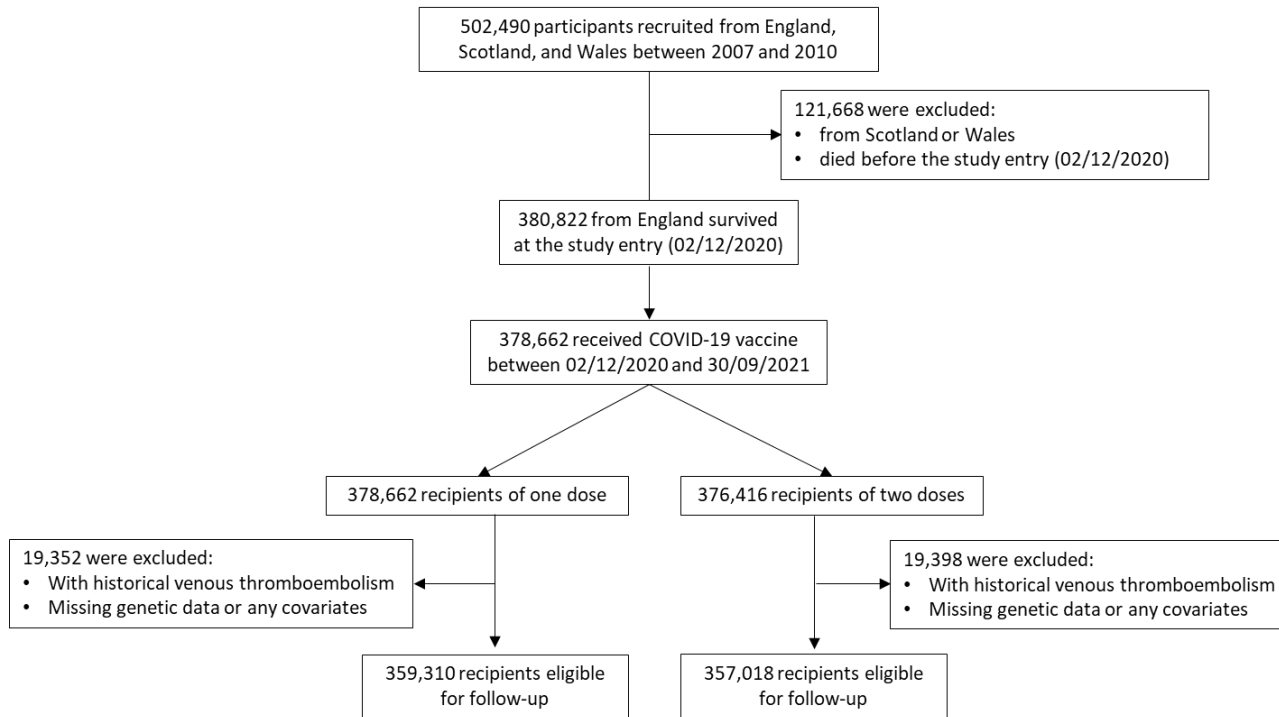 502,490 participants recruited from England,
Scotland, and Wales between 2007 and 2010
121,668 were excluded:
• from Scotland or Wales
• died before the study entry (02/12/2020)
380,822 from England survived
at the study entry (02/12/2020)
378,662 received COVID-19 vaccine
between 02/12/2020 and 30/09/2021
378,662 recipients of one dose
376,416 recipients of two doses
19,352 were excluded:
• With historical venous thromboembolism
• Missing genetic data or any covariates
19,398 were excluded:
• With historical venous thromboembolism
• Missing genetic data or any covariates
359,310 recipients eligible
for follow-up
357,018 recipients eligible
for follow-up